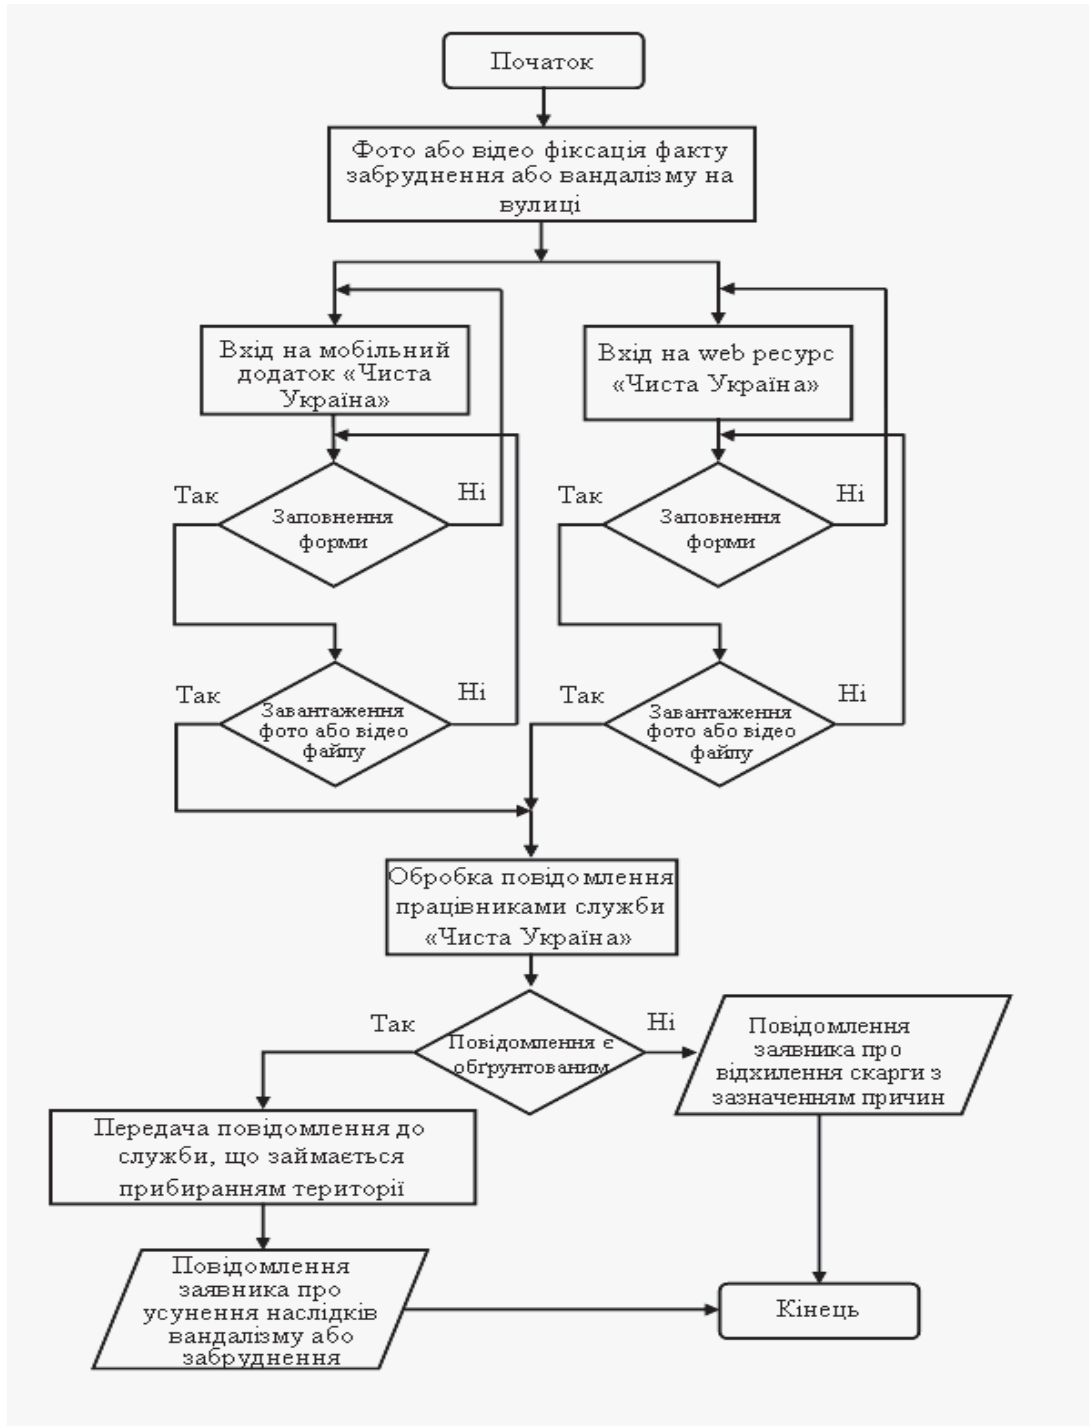 Початок
Фото або відео фіксація факту
забруднення або вандалізму на
вулиці
Вхід на мобільний
додаток «Чиста
Україна»
Вхід на web ресурс
«Чиста Україна»
Так
Ні
Заповнення
форми
Так
Ні
Заповнення
форми
Так
Ні
Завантаження
фото або відео
файлу
Так
Ні
Завантаження
фото або відео
файлу
Обробка повідомлення
працівниками служби
«Чиста Україна»
Так
Ні
Повідомлення є
обґрунтованим
Повідомлення
заявника про
відхилення скарги з
зазначенням причин
Передача повідомлення до
служби, що займається
прибиранням території
Повідомлення
заявника про
усунення наслідків
вандалізму або
забруднення
Кінець